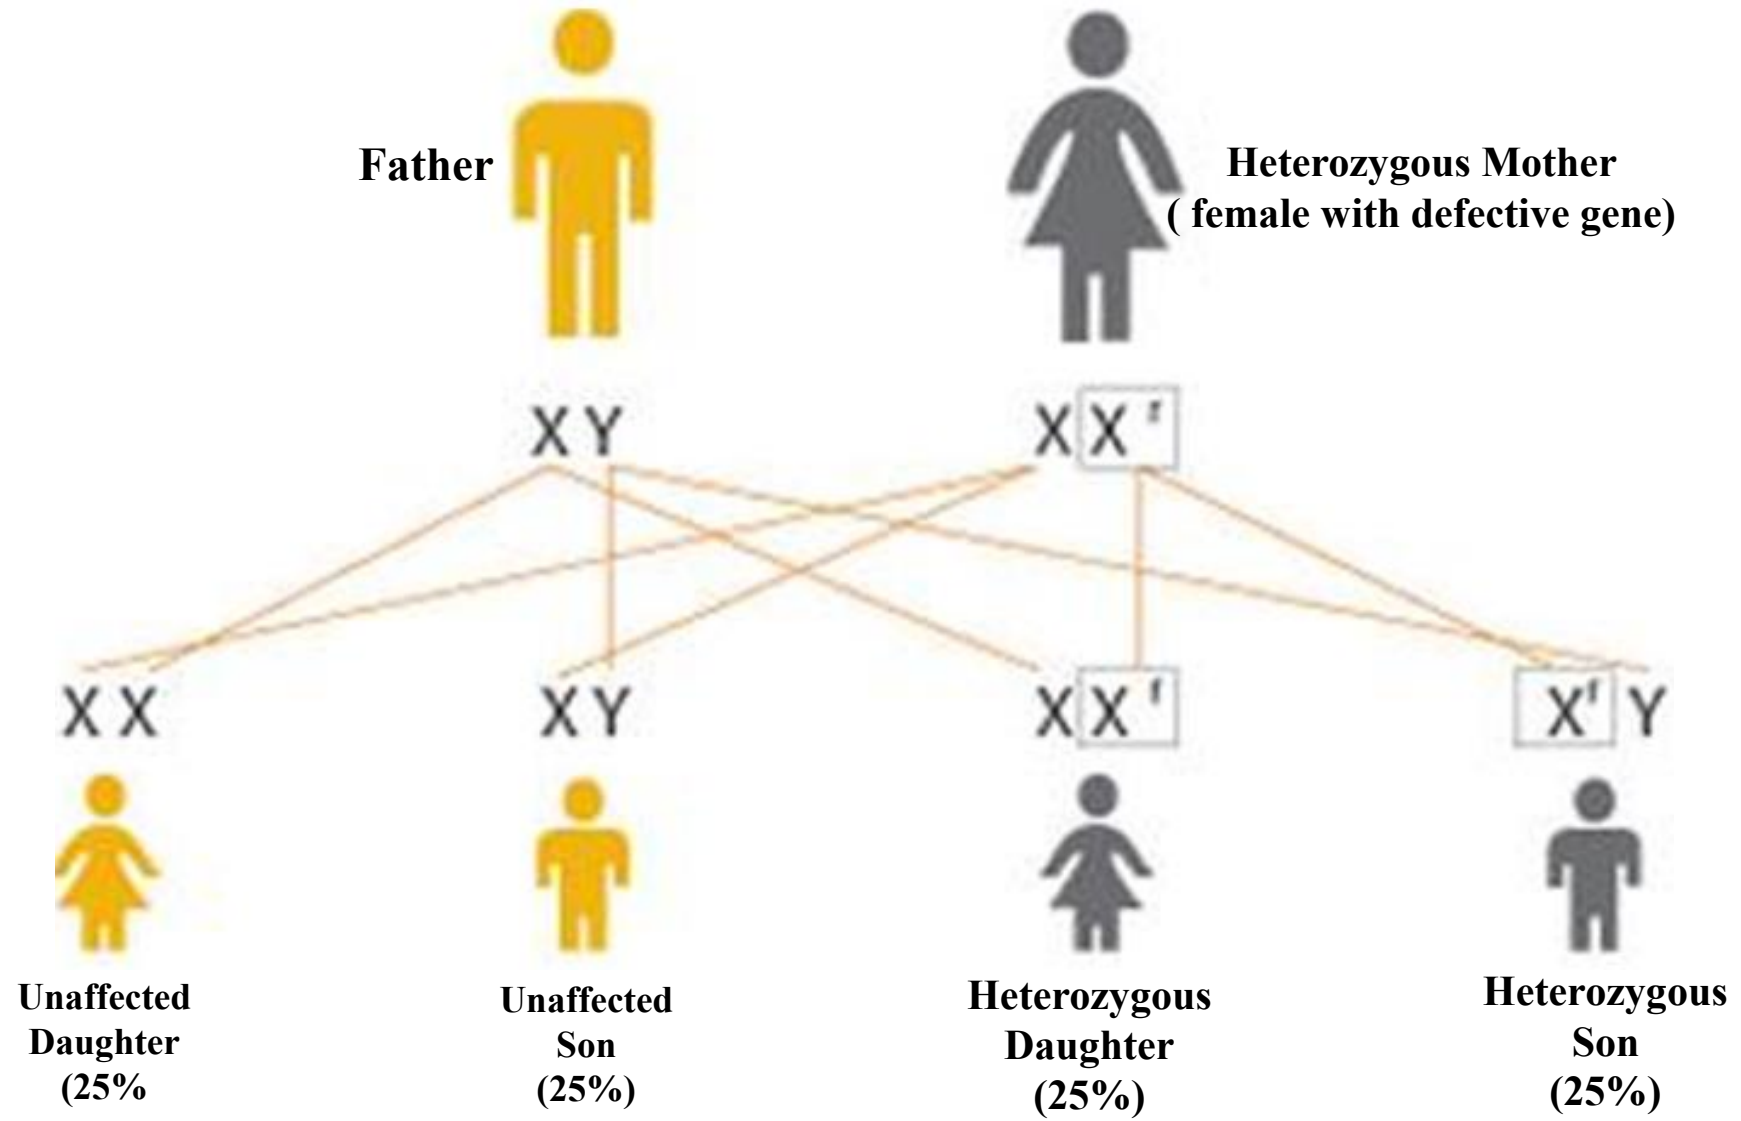 Father
Heterozygous Mother
( female with defective gene)
X Y
X X r
X X
X Y
X X r
X r Y
Unaffected
Daughter
(25%
Unaffected
Son
(25%)
Heterozygous
Daughter
(25%)
Heterozygous
Son
(25%)